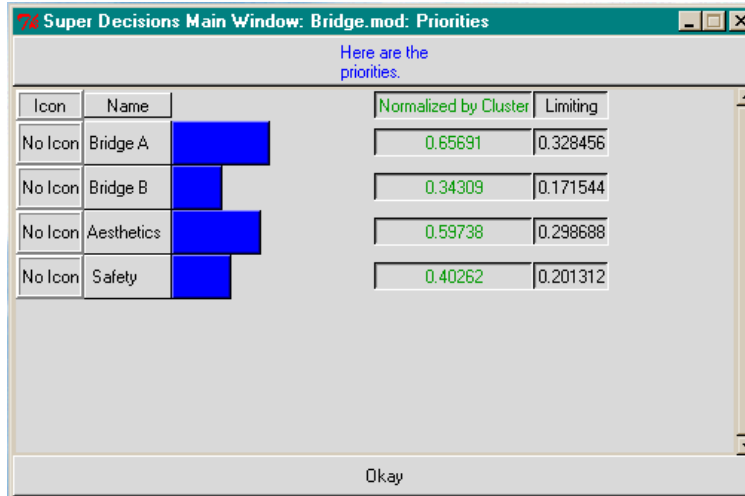 Super Decisions Main Window: Bridge.mod: Priorities
Here are the
priorities.
Icon Name Normalized by Cluster Limiting
No Icon Bridge A 0.65691 0.328456
No Icon Bridge B 0.34309 0.171544
No Icon Aesthetics 0.59738 0.298688
No Icon Safety 0.40262 0.201312
Okay